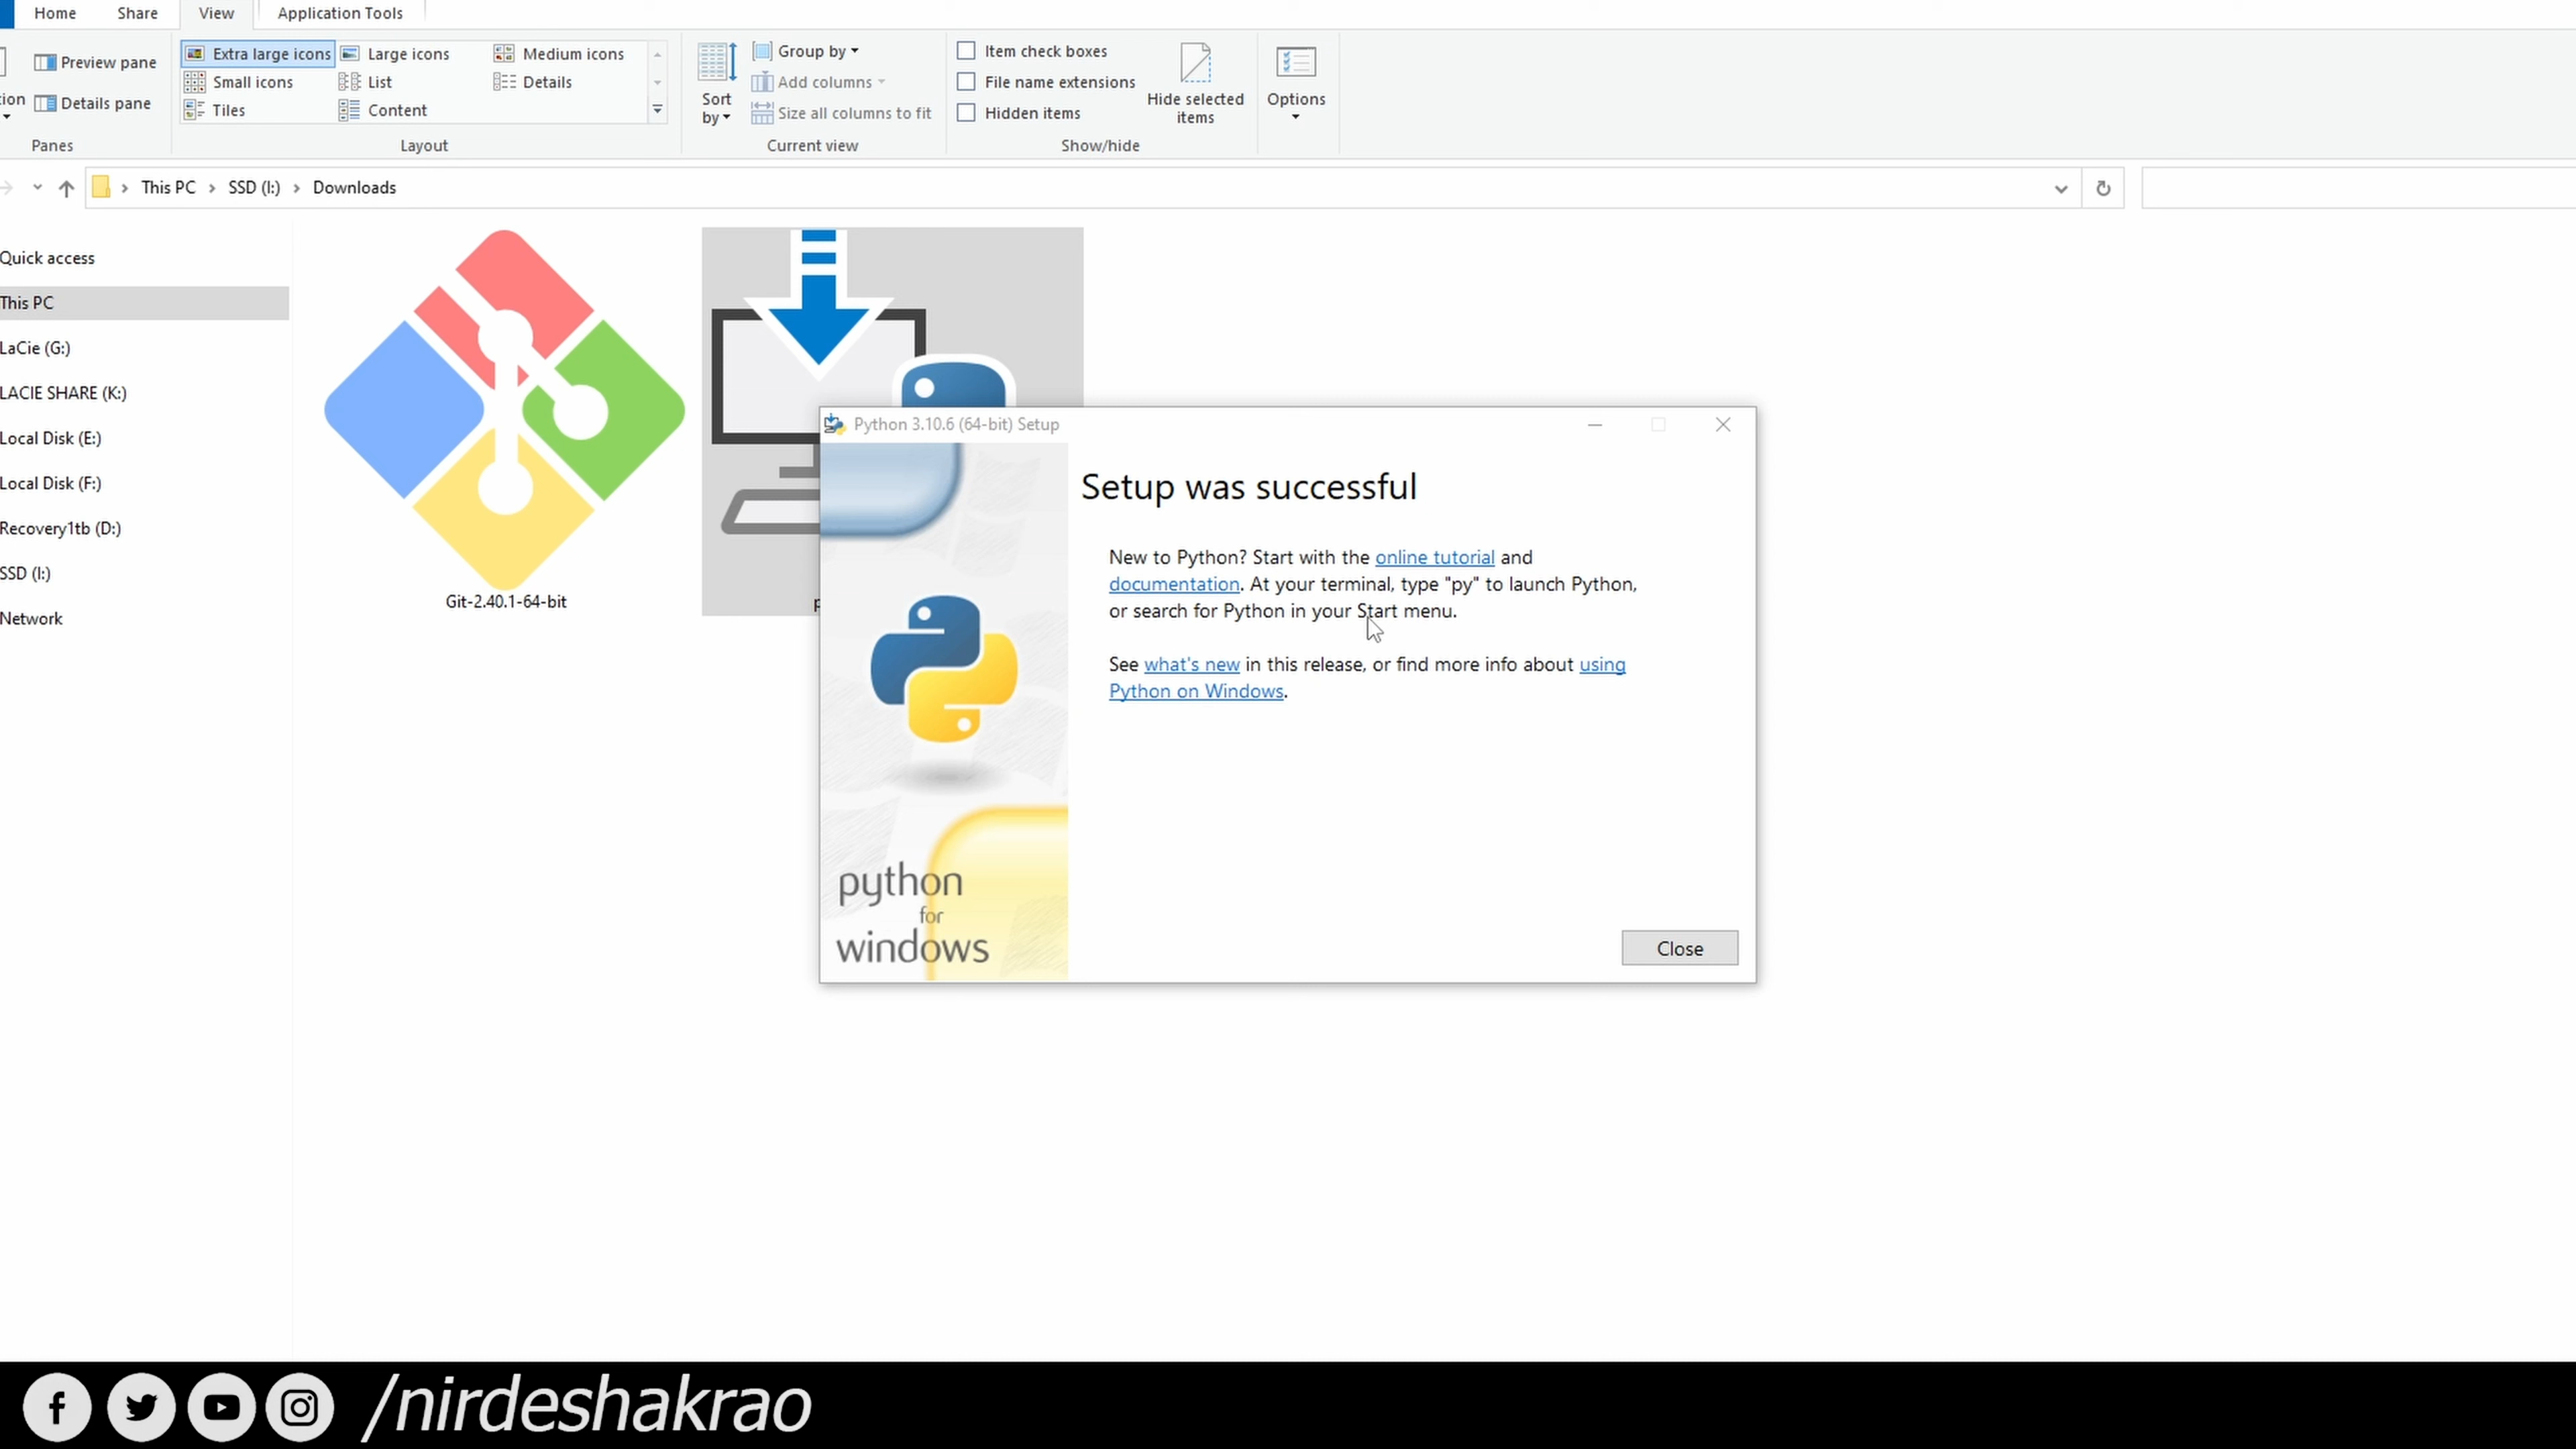 Home Share View Application Tools
Preview pane
Details pane
Panes
Extra large icons Large icons Medium icons
Small icons List Details
Tiles Content
Layout
Sort by
Group by
Add columns
Size all columns to fit
Current view
Item check boxes
File name extensions
Hidden items
Hide selected items
Show/hide
Options
This PC › SSD (I:) › Downloads
Quick access
This PC
LaCie (G:)
LACIE SHARE (K:)
Local Disk (E:)
Local Disk (F:)
Recovery1tb (D:)
SSD (I:)
Network
Git-2.40.1-64-bit
Python 3.10.6 (64-bit) Setup
Setup was successful
New to Python? Start with the online tutorial and
documentation. At your terminal, type "py" to launch Python,
or search for Python in your Start menu.
See what's new in this release, or find more info about using
Python on Windows.
python
for
windows
Close
/nirdeshakrao